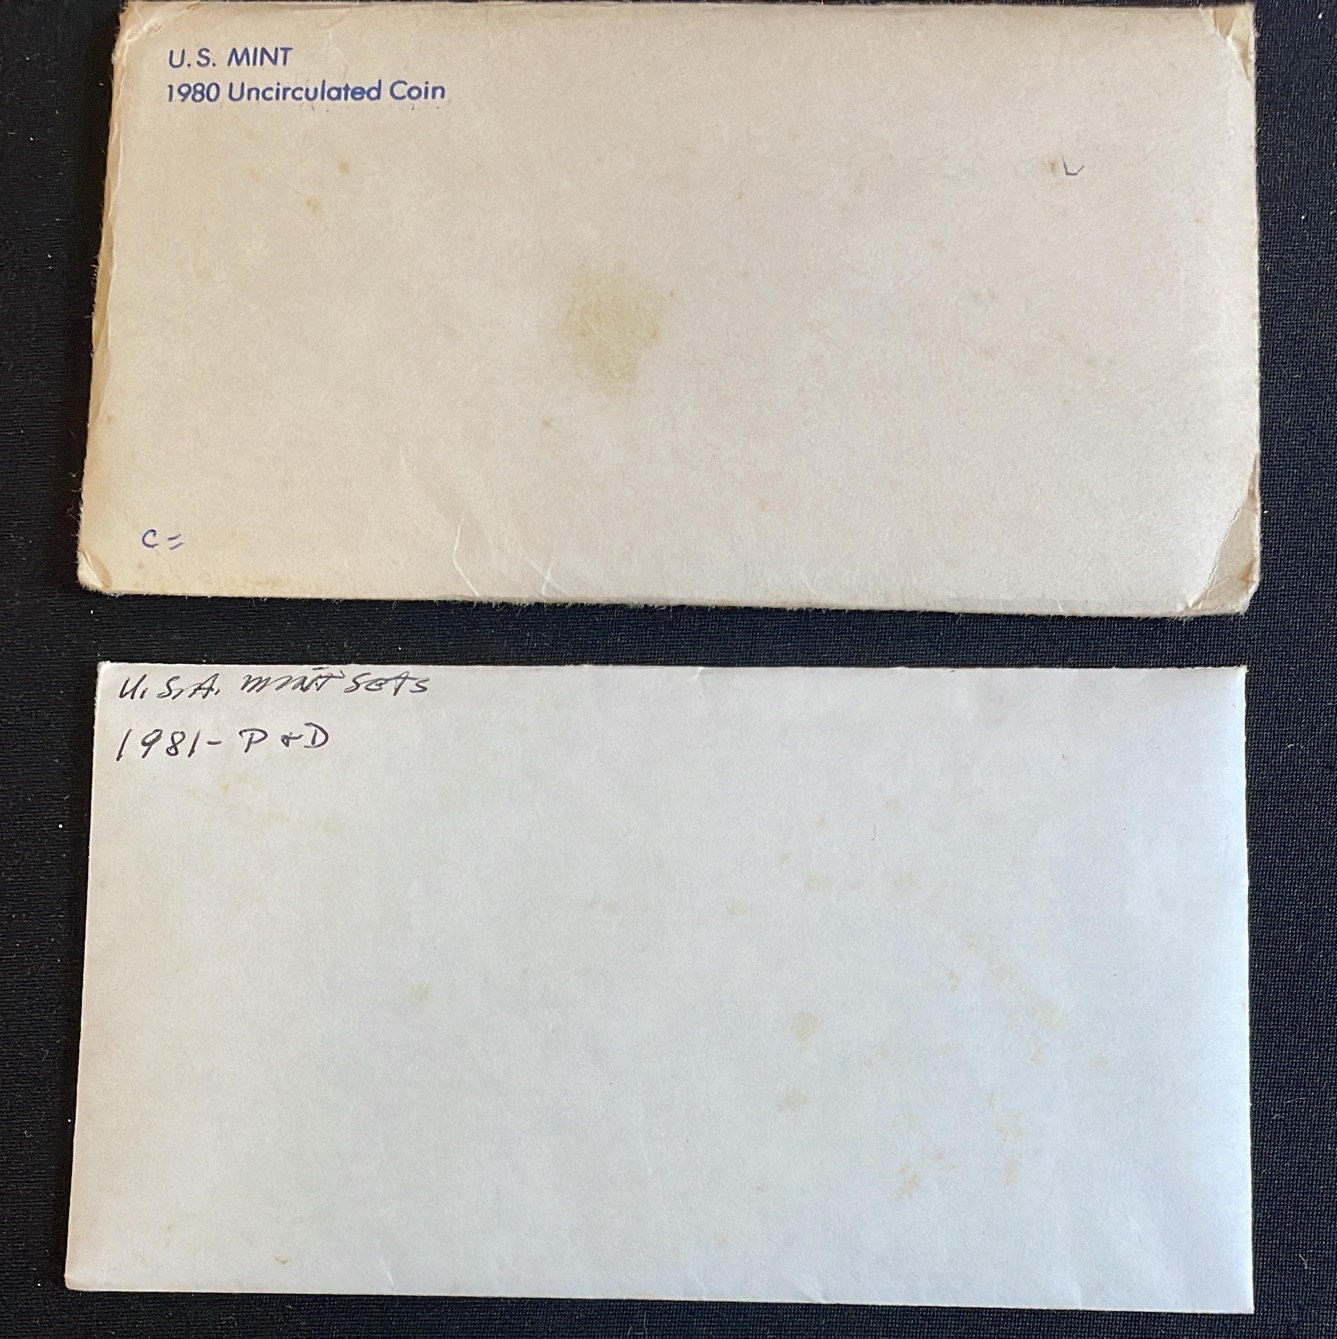 U.S. MINT
1980 Uncirculated Coin
C=
U.S.A. MINT SETS
1981- P & D